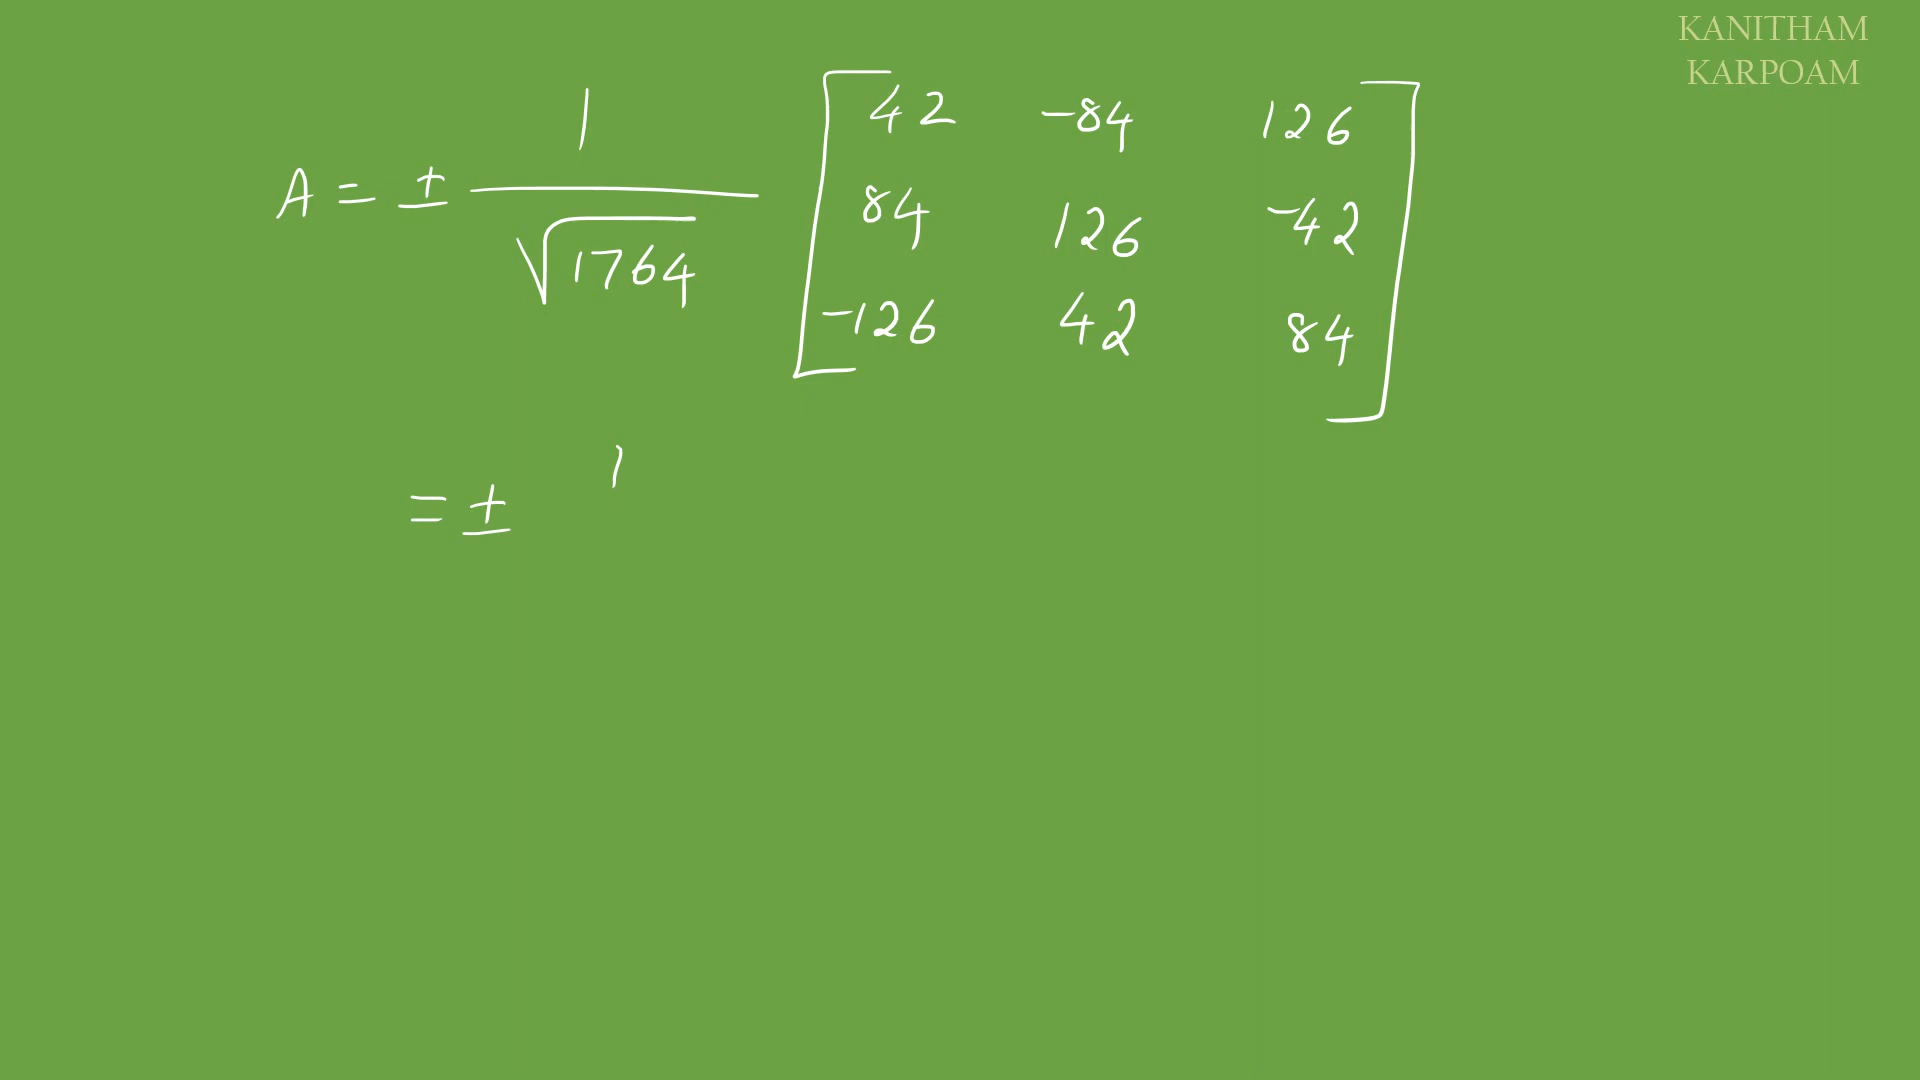 KANITHAM
KARPOAM
A = ± 1/√1764 [ 42 -84 126
84 126 -42
-126 42 84 ]
= ± 1